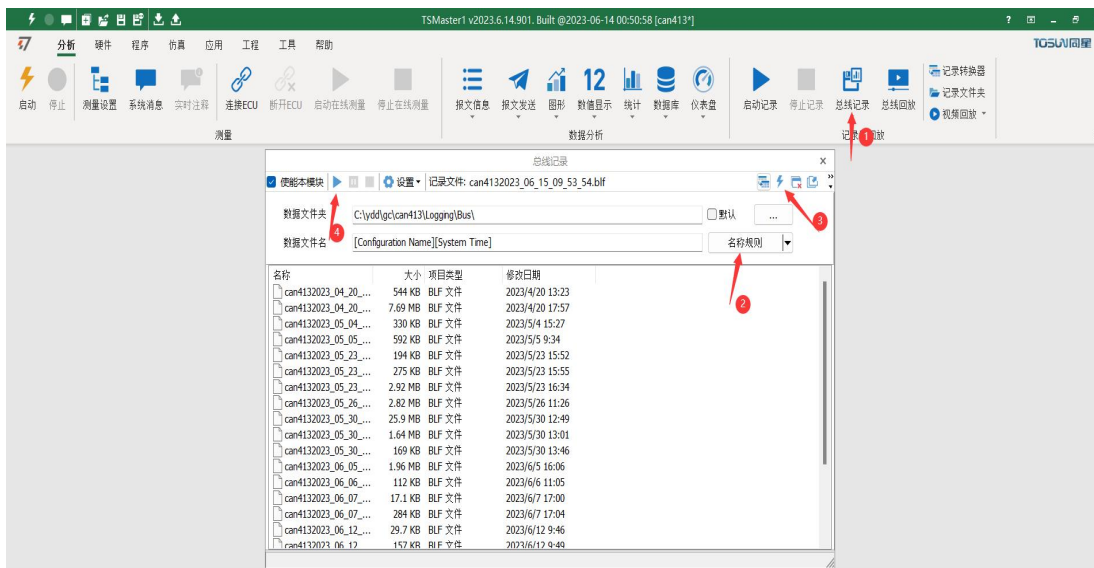 TSMaster1 v2023.6.14.901. Built @2023-06-14 00:50:58 [can413*]
分析 硬件 程序 仿真 应用 工程 工具 帮助
TOSUN同星
启动 停止 测量设置 系统消息 实时注释 连接ECU 断开ECU 启动在线测量 停止在线测量 报文信息 报文发送 图形 12 数值显示 统计 数据库 仪表盘 启动记录 停止记录 总线记录 总线回放
记录转换器
记录文件夹
视频回放
测量 数据分析
1
总线记录 x
使能本模块 设置 记录文件: can4132023_06_15_09_53_54.blf
数据文件夹 C:\ydd\gc\can413\Logging\Bus\ 默认 ...
3
4
数据文件名 [Configuration Name][System Time] 名称规则
2
名称 大小 项目类型 修改日期
can4132023_04_20_... 544 KB BLF 文件 2023/4/20 13:23
can4132023_04_20_... 7.69 MB BLF 文件 2023/4/20 17:57
can4132023_05_04_... 330 KB BLF 文件 2023/5/4 15:27
can4132023_05_05_... 592 KB BLF 文件 2023/5/5 9:34
can4132023_05_23_... 194 KB BLF 文件 2023/5/23 15:52
can4132023_05_23_... 275 KB BLF 文件 2023/5/23 15:55
can4132023_05_23_... 2.92 MB BLF 文件 2023/5/23 16:34
can4132023_05_26_... 2.82 MB BLF 文件 2023/5/26 11:26
can4132023_05_30_... 25.9 MB BLF 文件 2023/5/30 12:49
can4132023_05_30_... 1.64 MB BLF 文件 2023/5/30 13:01
can4132023_05_30_... 169 KB BLF 文件 2023/5/30 13:46
can4132023_06_05_... 1.96 MB BLF 文件 2023/6/5 16:06
can4132023_06_06_... 112 KB BLF 文件 2023/6/6 11:05
can4132023_06_07_... 17.1 KB BLF 文件 2023/6/7 17:00
can4132023_06_07_... 284 KB BLF 文件 2023/6/7 17:04
can4132023_06_12_... 29.7 KB BLF 文件 2023/6/12 9:46
can4132023_06_12_... 157 KB BLF 文件 2023/6/12 9:49